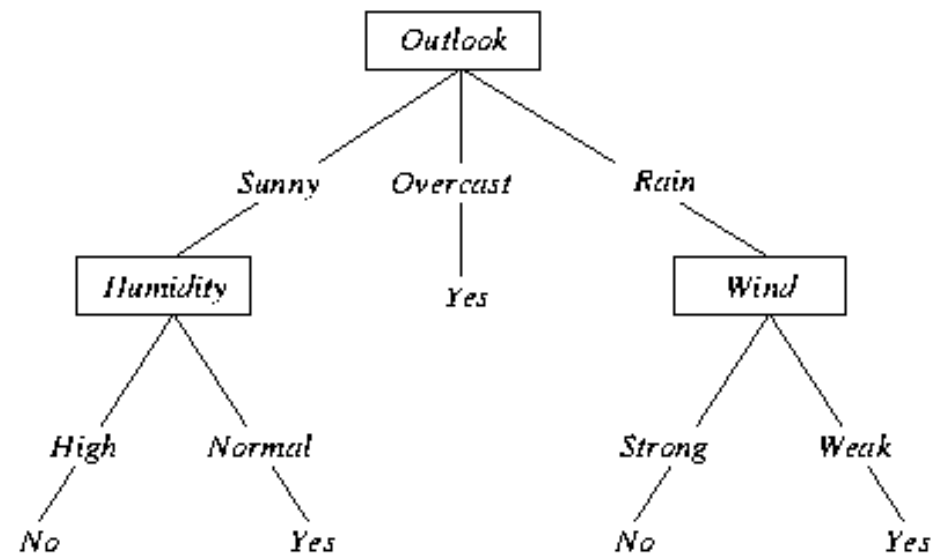 Outlook
Sunny Overcast Rain
Humidity Yes Wind
High Normal Strong Weak
No Yes No Yes